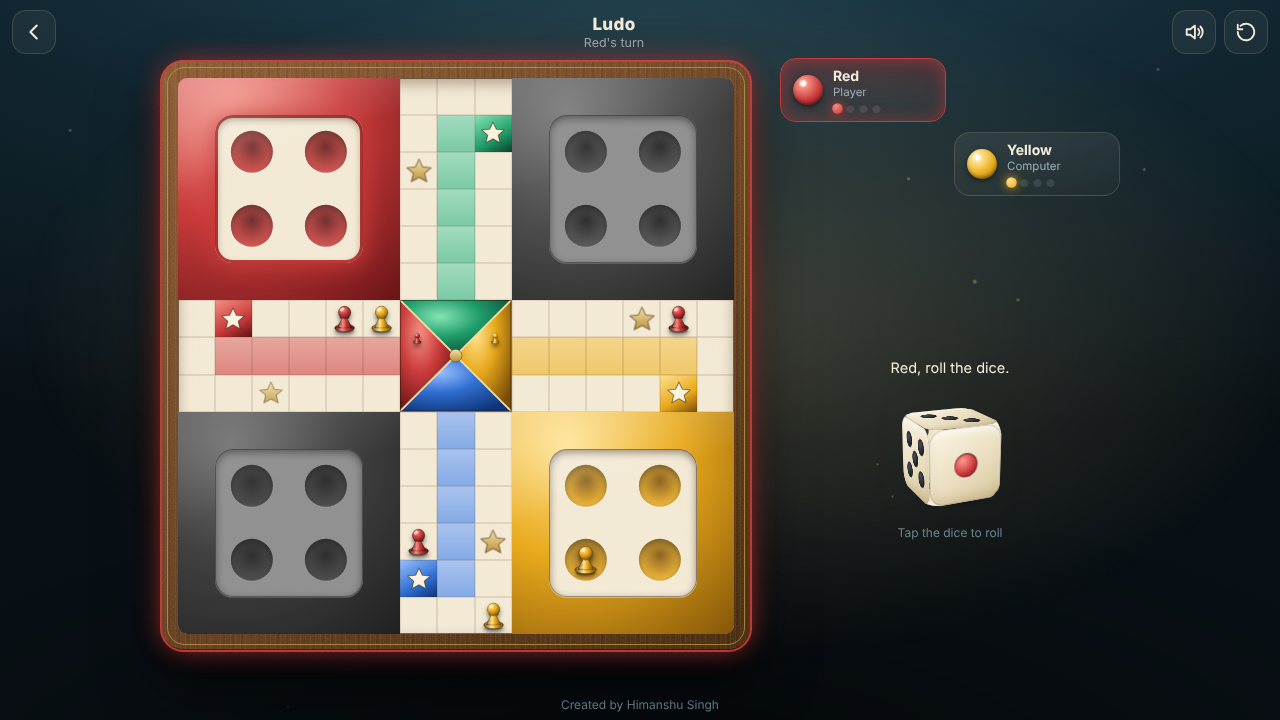 Ludo
Red's turn
Red
Player
Yellow
Computer
Red, roll the dice.
Tap the dice to roll
Created by Himanshu Singh